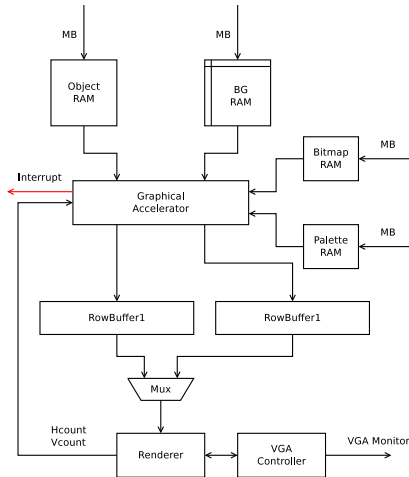 MB
MB
Object
RAM
BG
RAM
Bitmap
RAM
MB
Interrupt
Graphical
Accelerator
Palette
RAM
MB
RowBuffer1
RowBuffer1
Mux
Hcount
Vcount
Renderer
VGA
Controller
VGA Monitor